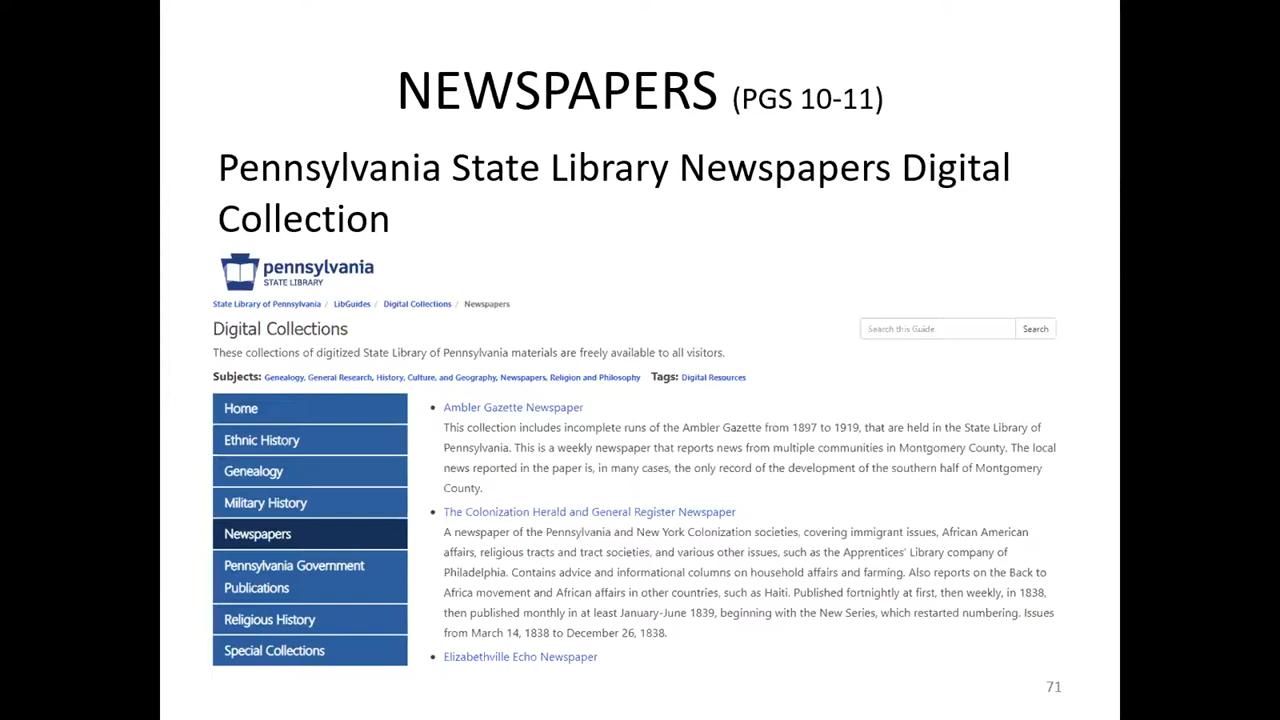 NEWSPAPERS (PGS 10-11)
Pennsylvania State Library Newspapers Digital
Collection
pennsylvania
STATE LIBRARY
State Library of Pennsylvania / LibGuides / Digital Collections / Newspapers
Digital Collections
Search this Guide Search
These collections of digitized State Library of Pennsylvania materials are freely available to all visitors.
Subjects: Genealogy, General Research, History, Culture, and Geography, Newspapers, Religion and Philosophy Tags: Digital Resources
Home
Ethnic History
Genealogy
Military History
Newspapers
Pennsylvania Government
Publications
Religious History
Special Collections
• Ambler Gazette Newspaper
This collection includes incomplete runs of the Ambler Gazette from 1897 to 1919, that are held in the State Library of
Pennsylvania. This is a weekly newspaper that reports news from multiple communities in Montgomery County. The local
news reported in the paper is, in many cases, the only record of the development of the southern half of Montgomery
County.
• The Colonization Herald and General Register Newspaper
A newspaper of the Pennsylvania and New York Colonization societies, covering immigrant issues, African American
affairs, religious tracts and tract societies, and various other issues, such as the Apprentices' Library company of
Philadelphia. Contains advice and informational columns on household affairs and farming. Also reports on the Back to
Africa movement and African affairs in other countries, such as Haiti. Published fortnightly at first, then weekly, in 1838,
then published monthly in at least January-June 1839, beginning with the New Series, which restarted numbering. Issues
from March 14, 1838 to December 26, 1838.
• Elizabethville Echo Newspaper
71